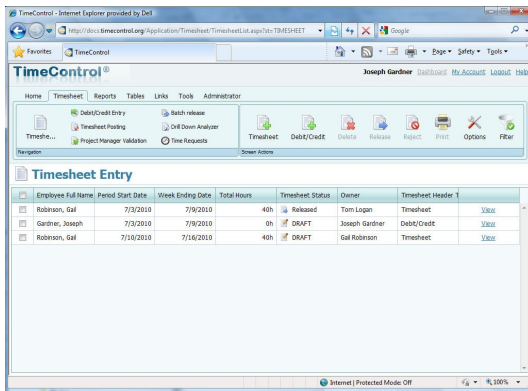 TimeControl - Internet Explorer provided by Dell
http://docs.timecontrol.org/Application/Timesheet/TimesheetList.aspx?st=TIMESHEET
Google
Favorites TimeControl
Page Safety Tools
TimeControl®
Joseph Gardner Dashboard My Account Logout Help
Home Timesheet Reports Tables Links Tools Administrator
Debit/Credit Entry Batch release
Timesheet Posting Drill Down Analyzer
Project Manager Validation Time Requests
Timeshe... Timesheet Debit/Credit Delete Release Reject Print Options Filter
Navigation Screen Actions
Timesheet Entry
Employee Full Name Period Start Date Week Ending Date Total Hours Timesheet Status Owner Timesheet Header T
Robinson, Gail 7/3/2010 7/9/2010 40h Released Tom Logan Timesheet View
Gardner, Joseph 7/3/2010 7/9/2010 0h DRAFT Joseph Gardner Debit/Credit View
Robinson, Gail 7/10/2010 7/16/2010 40h DRAFT Gail Robinson Timesheet View
Internet | Protected Mode: Off 100%